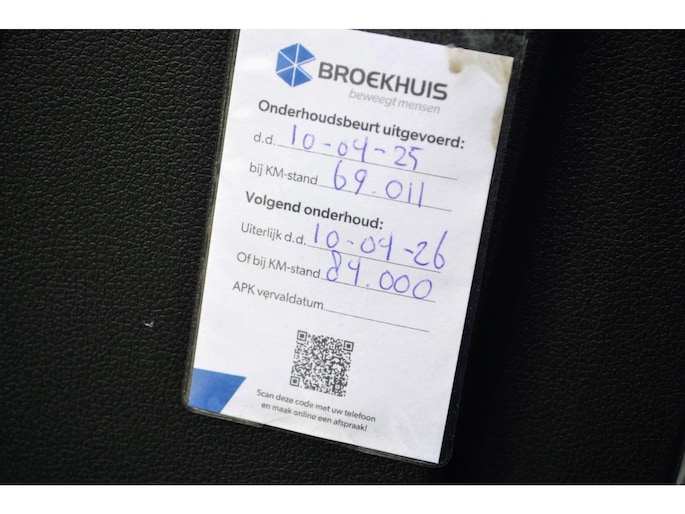 BROEKHUIS
beweegt mensen
Onderhoudsbeurt uitgevoerd:
d.d. 10-04-25
bij KM-stand 69.011
Volgend onderhoud:
Uiterlijk d.d. 10-04-26
Of bij KM-stand 84.000
APK vervaldatum
Scan deze code met uw telefoon
en maak online een afspraak!